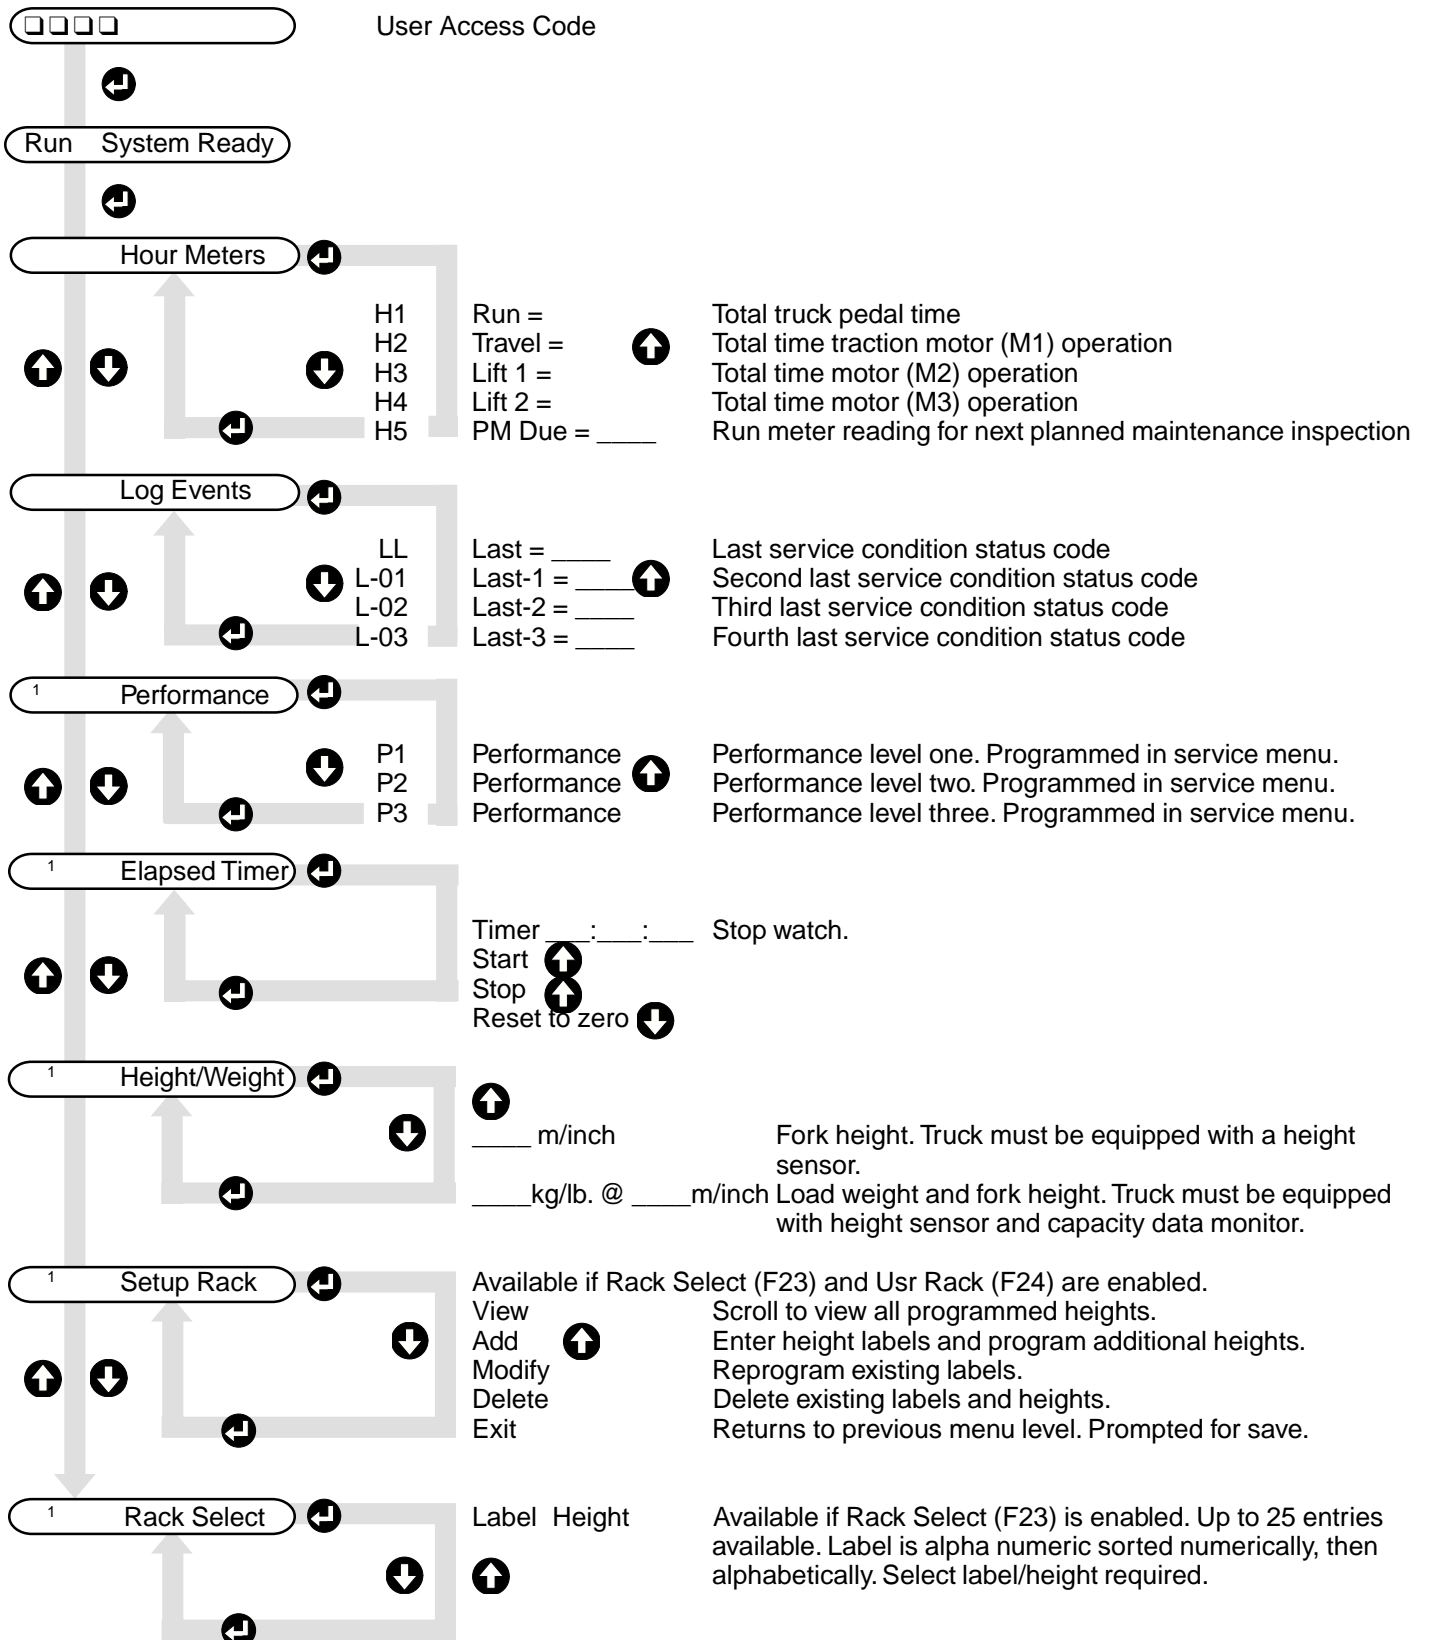 ❏❏❏❏ User Access Code
Run System Ready
Hour Meters
H1 Run = Total truck pedal time
H2 Travel = Total time traction motor (M1) operation
H3 Lift 1 = Total time motor (M2) operation
H4 Lift 2 = Total time motor (M3) operation
H5 PM Due = ____ Run meter reading for next planned maintenance inspection
Log Events
LL Last = ____ Last service condition status code
L-01 Last-1 = ____ Second last service condition status code
L-02 Last-2 = ____ Third last service condition status code
L-03 Last-3 = ____ Fourth last service condition status code
1 Performance
P1 Performance Performance level one. Programmed in service menu.
P2 Performance Performance level two. Programmed in service menu.
P3 Performance Performance level three. Programmed in service menu.
1 Elapsed Timer
Timer ___:___:___ Stop watch.
Start
Stop
Reset to zero
1 Height/Weight
____ m/inch Fork height. Truck must be equipped with a height
sensor.
____kg/lb. @ ____m/inch Load weight and fork height. Truck must be equipped
with height sensor and capacity data monitor.
1 Setup Rack
Available if Rack Select (F23) and Usr Rack (F24) are enabled.
View Scroll to view all programmed heights.
Add Enter height labels and program additional heights.
Modify Reprogram existing labels.
Delete Delete existing labels and heights.
Exit Returns to previous menu level. Prompted for save.
1 Rack Select
Label Height Available if Rack Select (F23) is enabled. Up to 25 entries
available. Label is alpha numeric sorted numerically, then
alphabetically. Select label/height required.